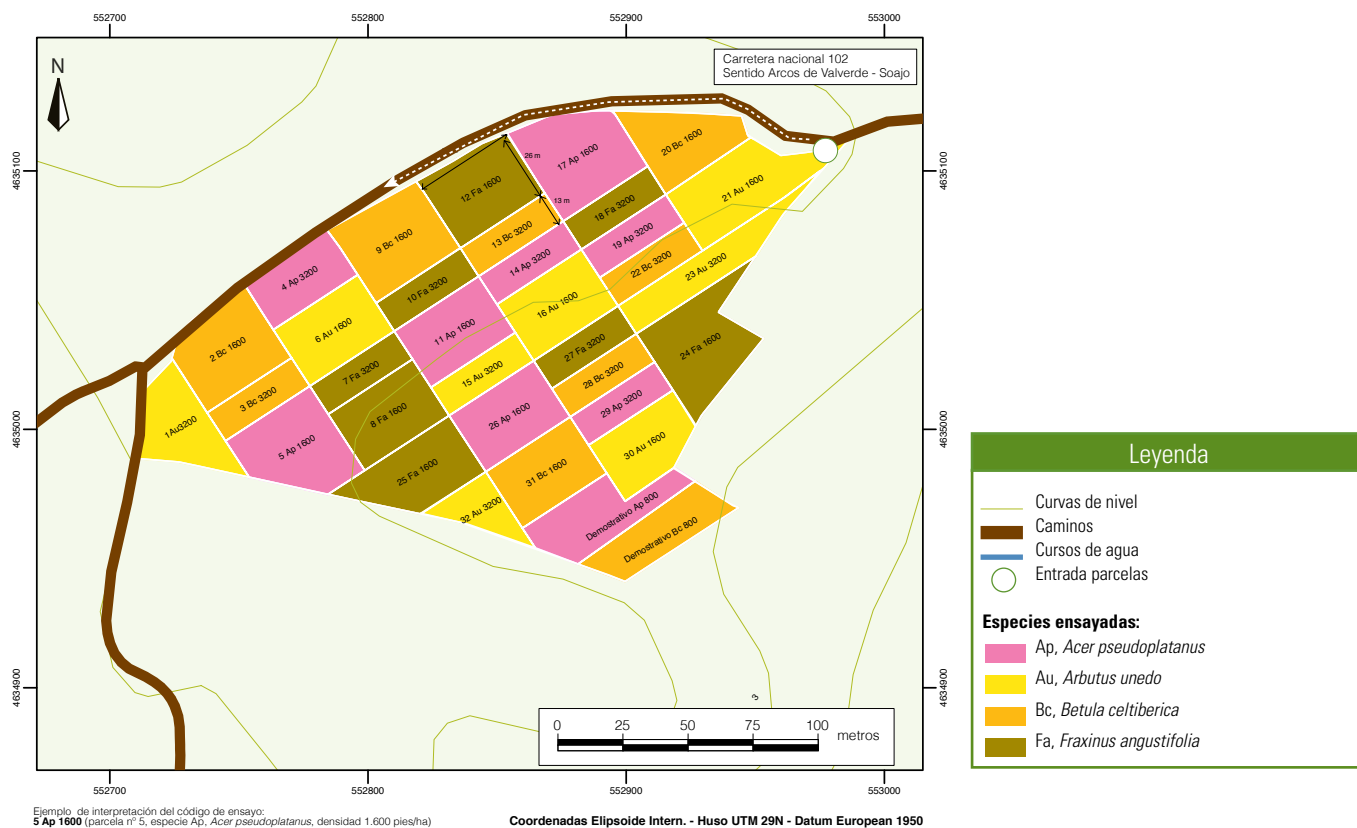 552700
552800
552900
553000
Carretera nacional 102
Sentido Arcos de Valverde - Soajo
N
4635100
4635100
26 m
13 m
17 Ap 1600
20 Bc 1600
12 Fa 1600
21 Au 1600
18 Fa 3200
9 Bc 1600
13 Bc 3200
19 Ap 3200
4 Ap 3200
14 Ap 3200
22 Bc 3200
23 Au 3200
10 Fa 3200
16 Au 1600
6 Au 1600
11 Ap 1600
2 Bc 1600
27 Fa 3200
24 Fa 1600
7 Fa 3200
15 Au 3200
28 Bc 3200
3 Bc 3200
8 Fa 1600
29 Ap 3200
1Au3200
26 Ap 1600
5 Ap 1600
30 Au 1600
25 Fa 1600
31 Bc 1600
32 Au 3200
Demostrativo Ap 800
Demostrativo Bc 800
4635000
4635000
4634900
4634900
3
0 25 50 75 100
metros
552700
552800
552900
553000
Leyenda
Curvas de nivel
Caminos
Cursos de agua
Entrada parcelas
Especies ensayadas:
Ap, Acer pseudoplatanus
Au, Arbutus unedo
Bc, Betula celtiberica
Fa, Fraxinus angustifolia
Ejemplo de interpretación del código de ensayo:
5 Ap 1600 (parcela nº 5, especie Ap, Acer pseudoplatanus, densidad 1.600 pies/ha)
Coordenadas Elipsoide Intern. - Huso UTM 29N - Datum European 1950